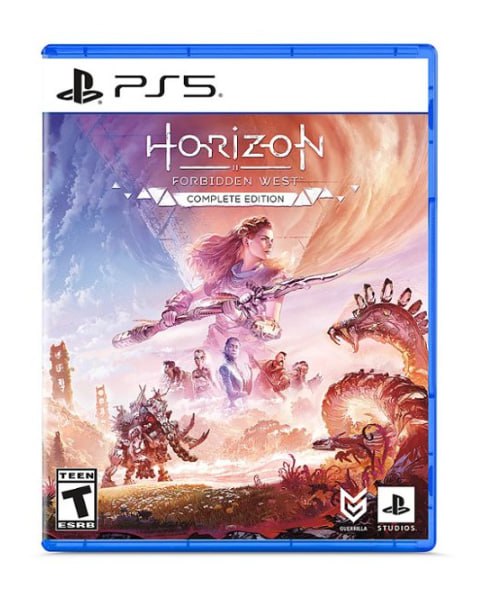 PS5
HORIZON
FORBIDDEN WEST
COMPLETE EDITION
TEEN
T
ESRB
GUERRILLA
STUDIOS